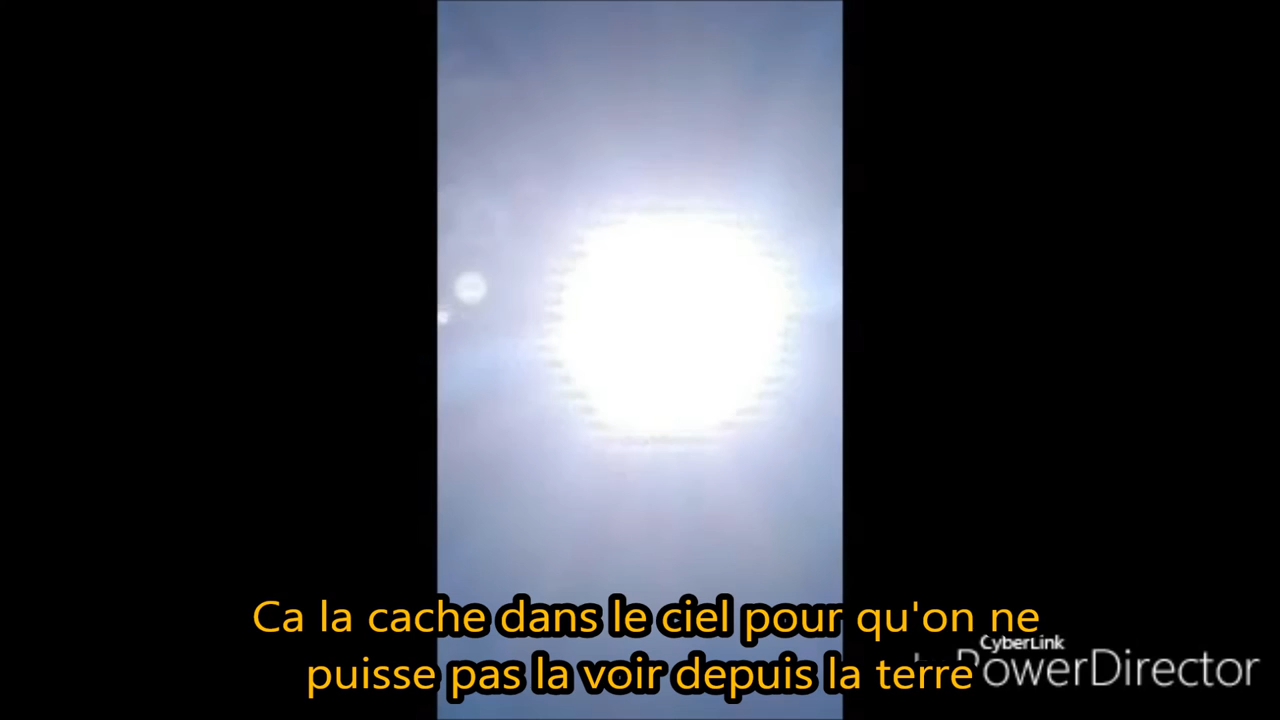 Ca la cache dans le ciel pour qu'on ne
puisse pas la voir depuis la terre
CyberLink
PowerDirector